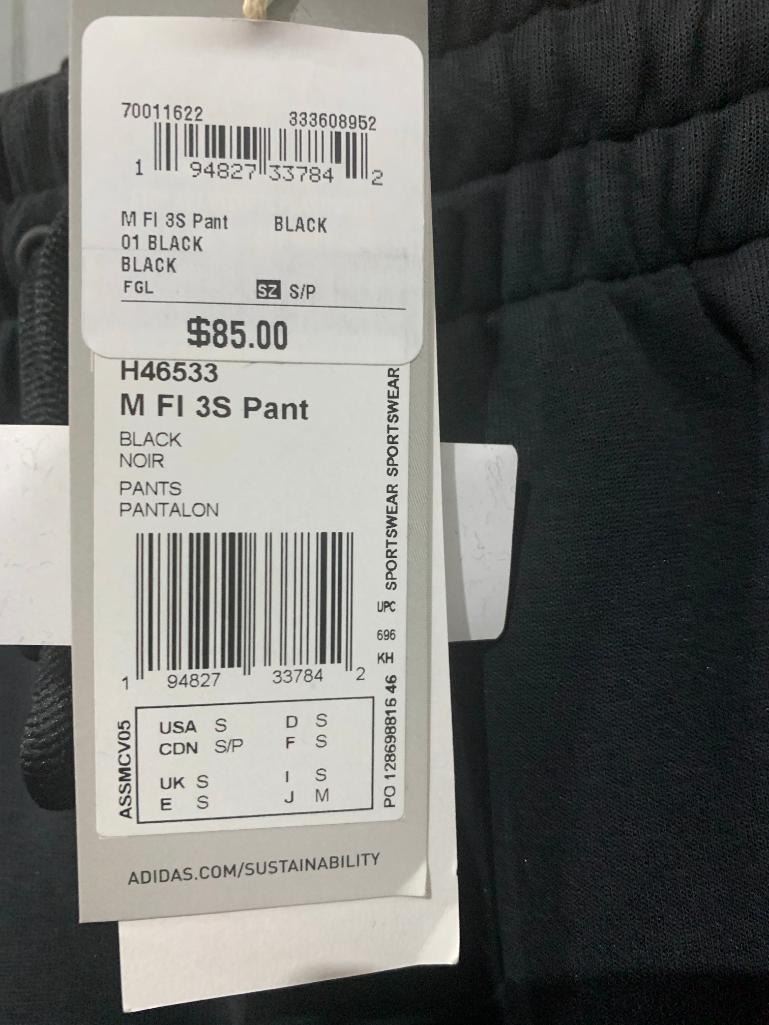 70011622 333608952
1 94827 33784 2
M FI 3S Pant BLACK
01 BLACK
BLACK
FGL SZ S/P
$85.00
H46533
M FI 3S Pant
BLACK
NOIR
PANTS
PANTALON
1 94827 33784 2
SPORTSWEAR SPORTSWEAR
UPC
696
KH
PO 128698816 46
ASSMCV05
USA S D S
CDN S/P F S
UK S I S
E S J M
ADIDAS.COM/SUSTAINABILITY